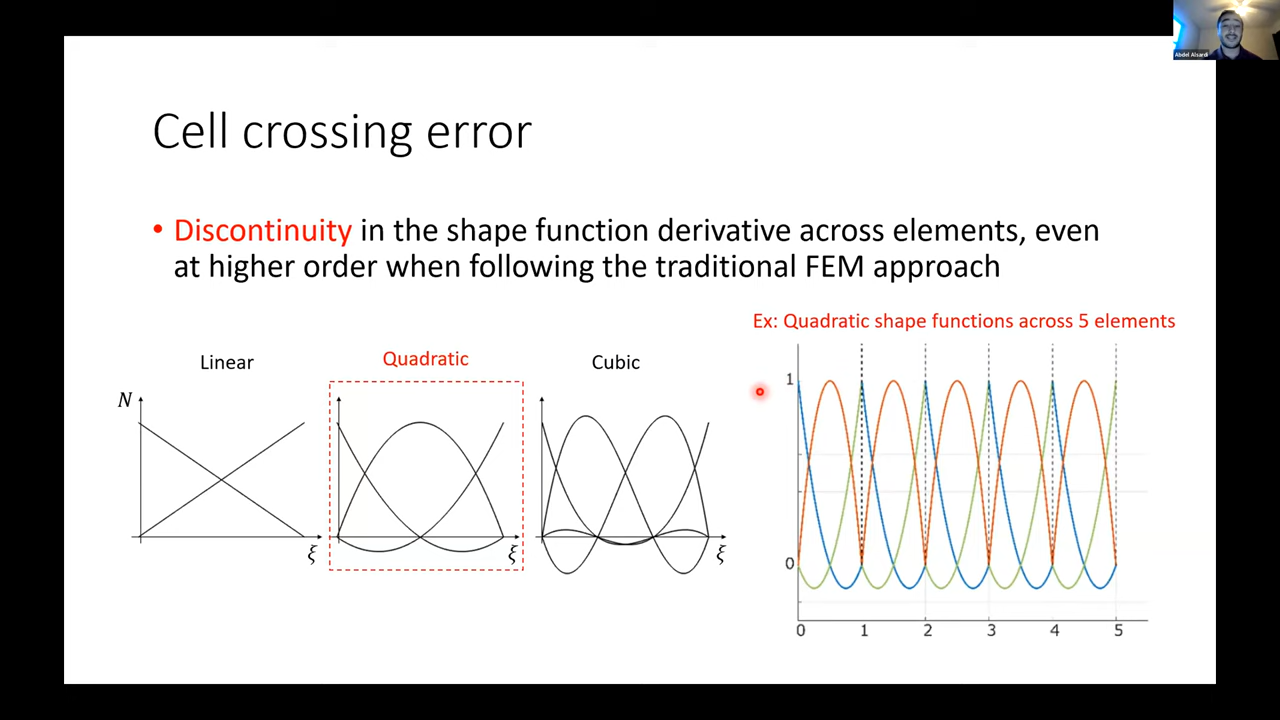 Abdel Alsardi
Cell crossing error
• Discontinuity in the shape function derivative across elements, even
at higher order when following the traditional FEM approach
Ex: Quadratic shape functions across 5 elements
Linear
Quadratic
Cubic
N
ξ
ξ
ξ
1
0
0 1 2 3 4 5